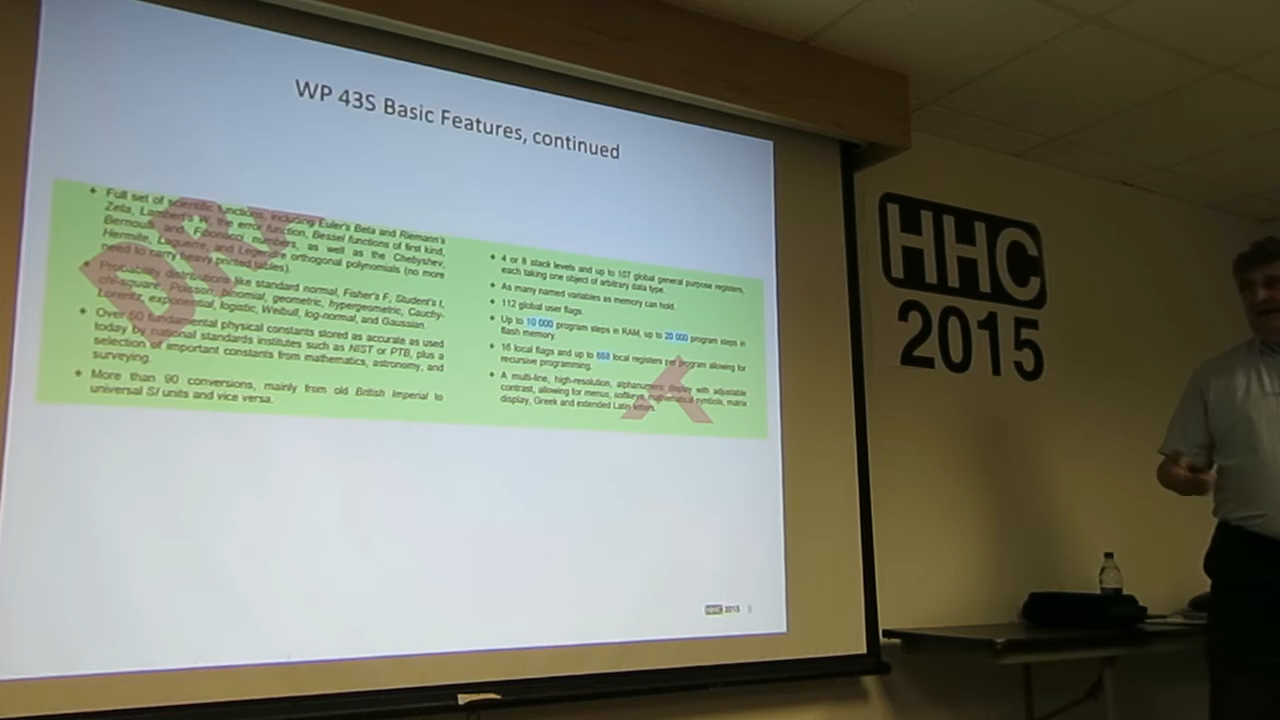 WP 43S Basic Features, continued
Full set of scientific functions, including Euler's Beta and Riemann's
Zeta, Lambert's W, the error function, Bessel functions of first kind,
Bernoulli and Fibonacci numbers, as well as the Chebyshev,
Hermite, Laguerre, and Legendre orthogonal polynomials (no more
need to carry heavy printed tables).
Probability distributions like standard normal, Fisher's F, Student's t,
chi-square, Poisson, binomial, geometric, hypergeometric, Cauchy-
Lorentz, exponential, logistic, Weibull, log-normal, and Gaussian.
Over 50 fundamental physical constants stored as accurate as used
today by national standards institutes such as NIST or PTB, plus a
selection of important constants from mathematics, astronomy, and
surveying.
More than 90 conversions, mainly from old British Imperial to
universal SI units and vice versa.
4 or 8 stack levels and up to 107 global general purpose registers,
each taking one object of arbitrary data type.
As many named variables as memory can hold.
112 global user flags.
Up to 10 000 program steps in RAM, up to 20 000 program steps in
flash memory.
16 local flags and up to 888 local registers per program allowing for
recursive programming.
A multi-line, high-resolution, alphanumeric display with adjustable
contrast, allowing for menus, softkeys, mathematical symbols, matrix
display, Greek and extended Latin letters.
HHC 2015
HHC
2015